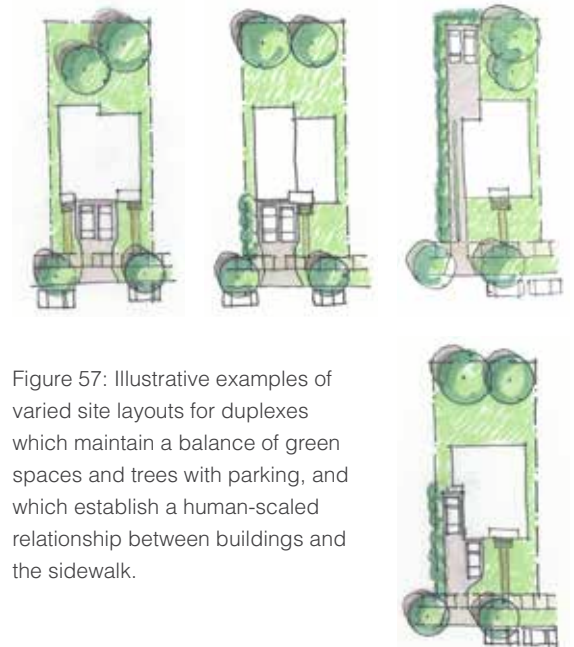 Figure 57: Illustrative examples of
varied site layouts for duplexes
which maintain a balance of green
spaces and trees with parking, and
which establish a human-scaled
relationship between buildings and
the sidewalk.